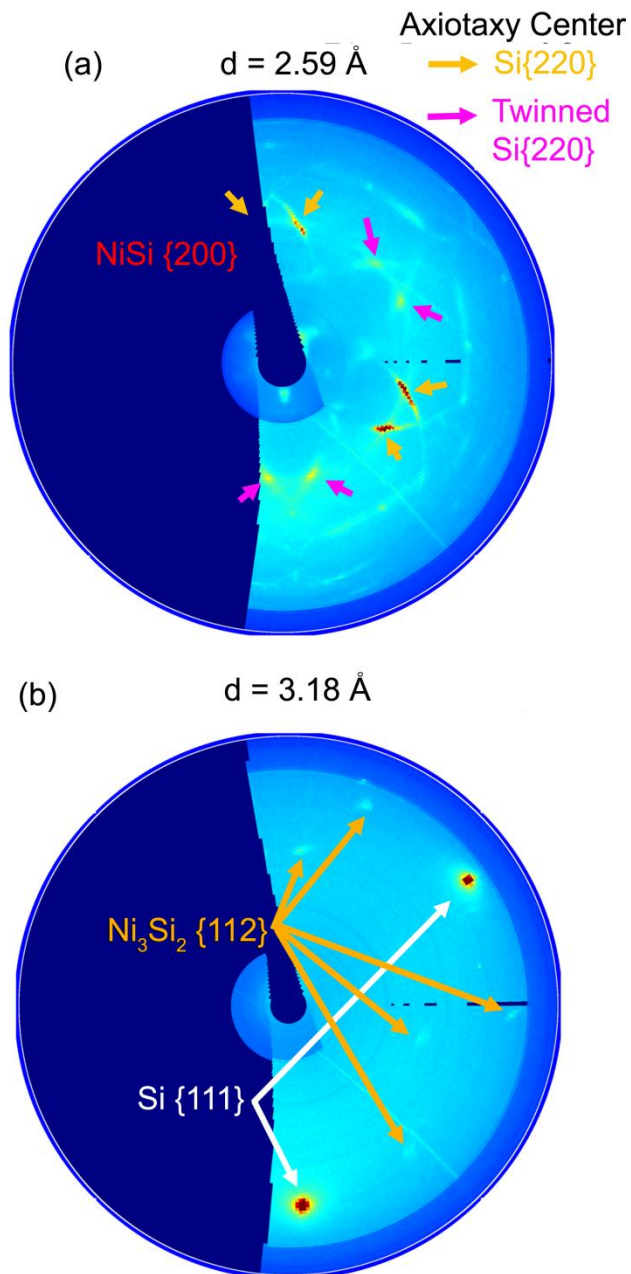 Axiotaxy Center
(a) d = 2.59 Å
Si{220}
Twinned
Si{220}
NiSi {200}
(b) d = 3.18 Å
Ni₃Si₂ {112}
Si {111}